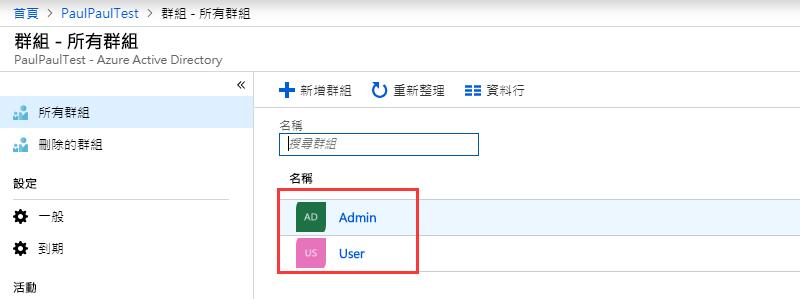 首頁 > PaulPaulTest > 群組 - 所有群組
群組 - 所有群組
PaulPaulTest - Azure Active Directory
«
所有群組
刪除的群組
設定
一般
到期
活動
新增群組 重新整理 資料行
名稱
搜尋群組
名稱
AD Admin
US User